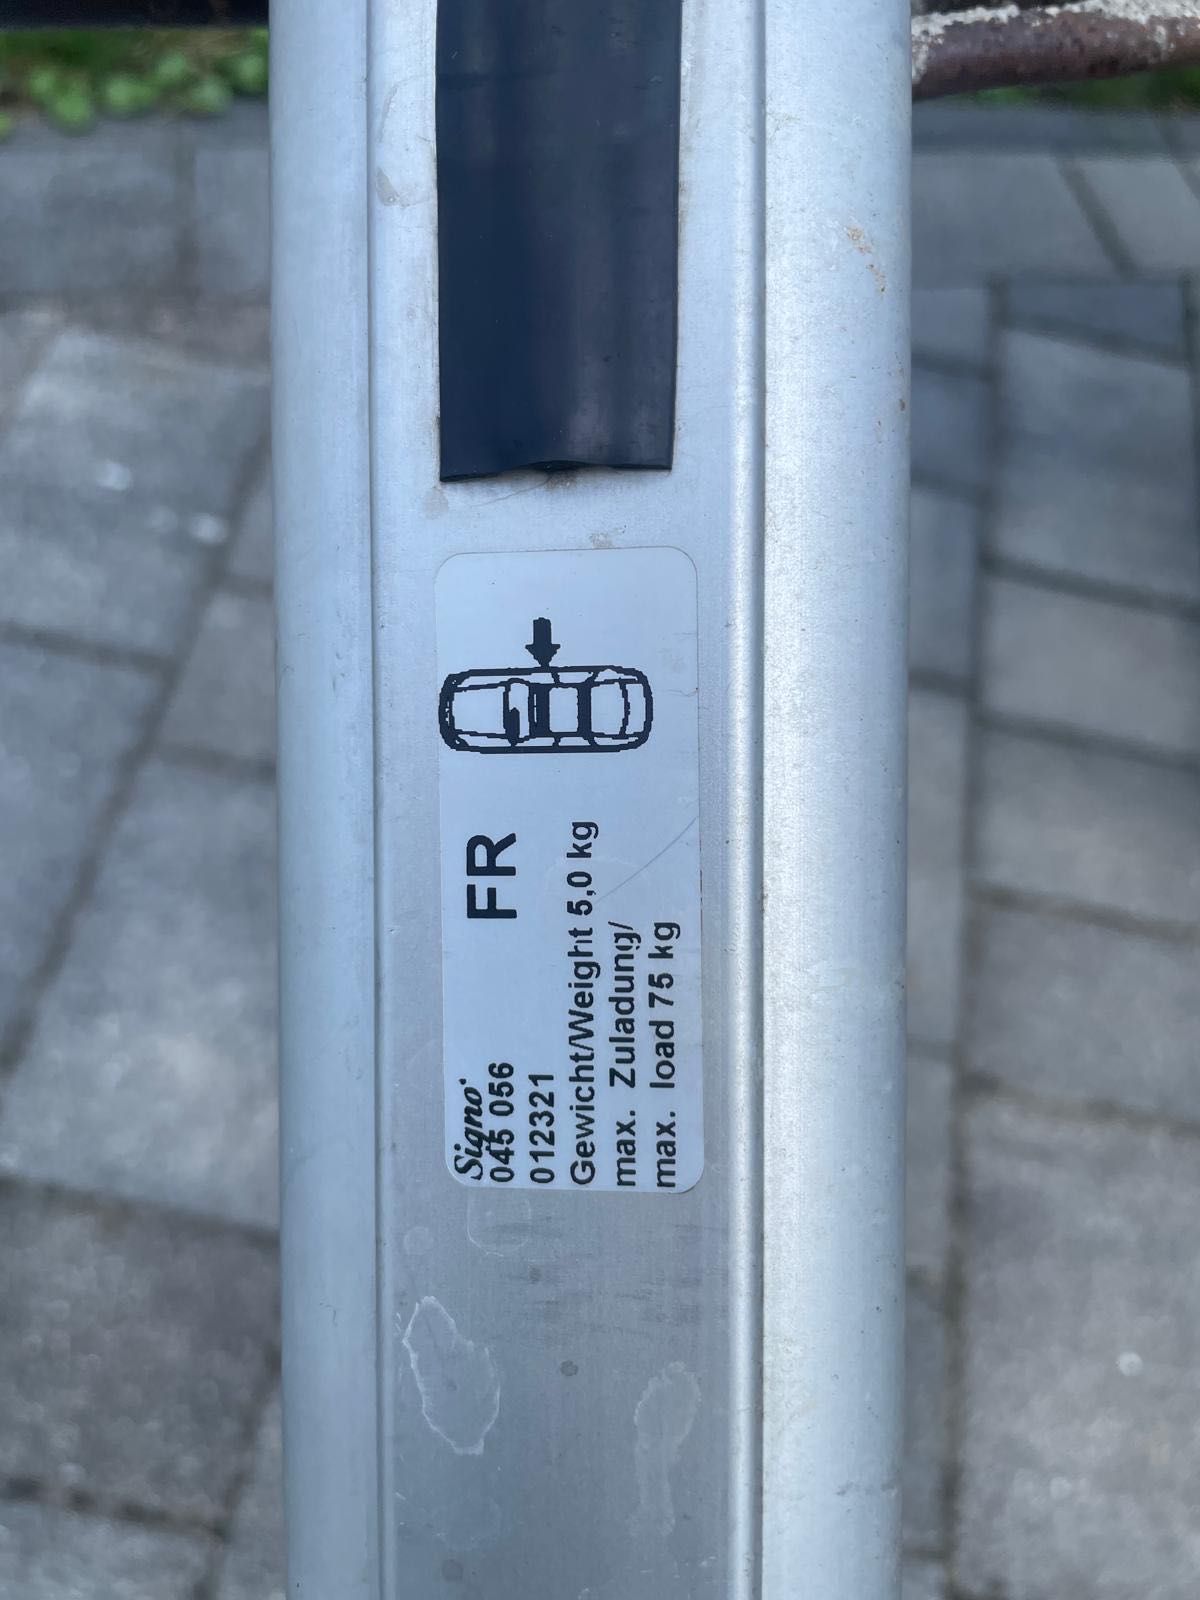 Signo
045 056
FR
012321
Gewicht/Weight 5,0 kg
max. Zuladung/
max. load 75 kg